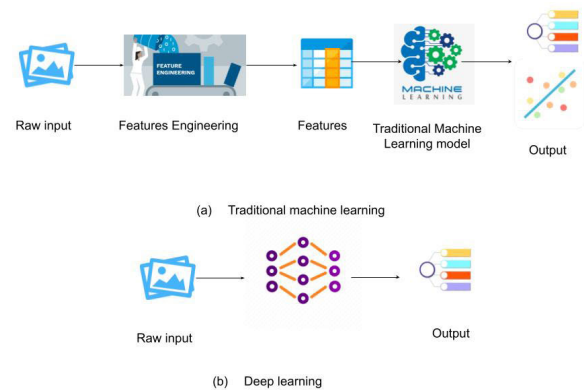 FEATURE
ENGINEERING
MACHINE
LEARNING
Raw input
Features Engineering
Features
Traditional Machine
Learning model
Output
(a) Traditional machine learning
Raw input
Output
(b) Deep learning